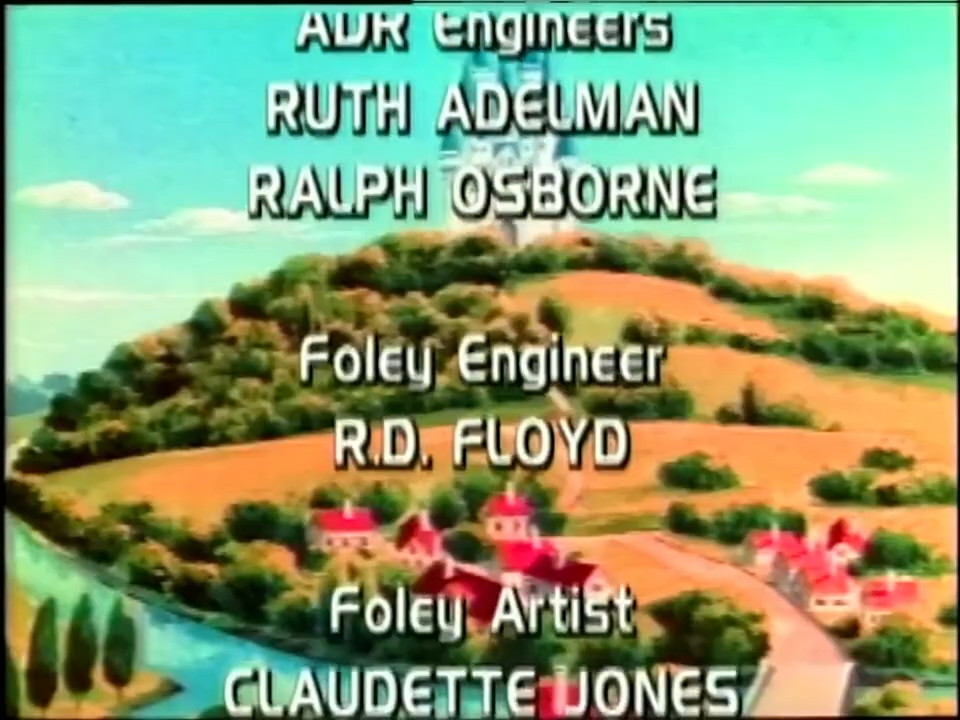 ADR Engineers
RUTH ADELMAN
RALPH OSBORNE
Foley Engineer
R.D. FLOYD
Foley Artist
CLAUDETTE JONES